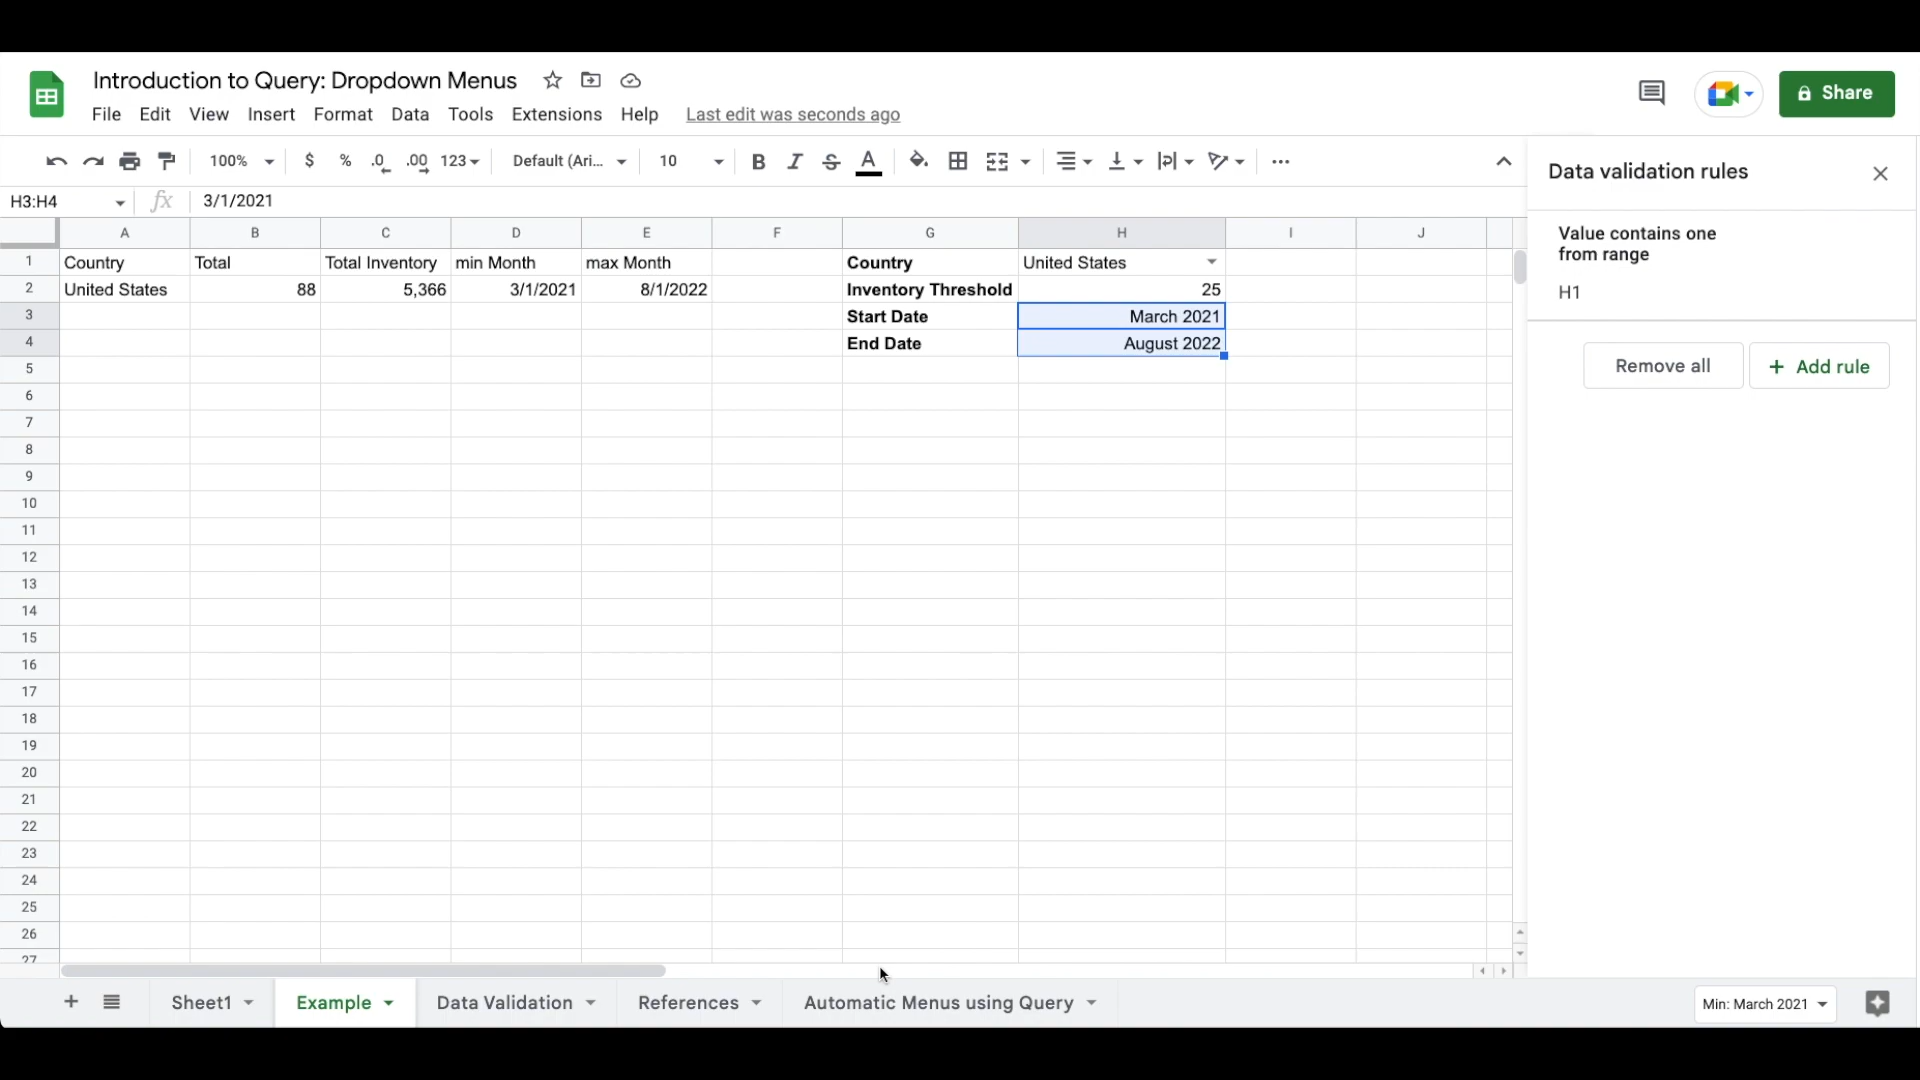 Introduction to Query: Dropdown Menus
File Edit View Insert Format Data Tools Extensions Help Last edit was seconds ago
Share
100% $ % .0 .00 123 Default (Ari... 10 B I S A
H3:H4 fx 3/1/2021
Data validation rules
Value contains one
from range
H1
Remove all + Add rule
A B C D E F G H I J
1 Country Total Total Inventory min Month max Month Country United States
2 United States 88 5,366 3/1/2021 8/1/2022 Inventory Threshold 25
3 Start Date March 2021
4 End Date August 2022
5
6
7
8
9
10
11
12
13
14
15
16
17
18
19
20
21
22
23
24
25
26
27
Sheet1 Example Data Validation References Automatic Menus using Query Min: March 2021